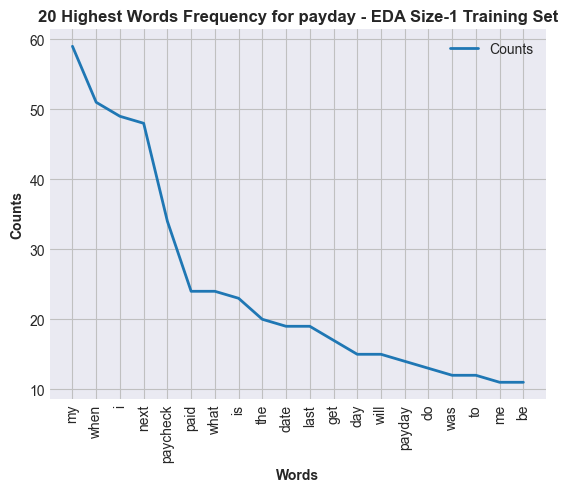 20 Highest Words Frequency for payday - EDA Size-1 Training Set
Counts
60
50
40
30
20
10
Counts
my
when
i
next
paycheck
paid
what
is
the
date
last
get
day
will
payday
do
was
to
me
be
Words